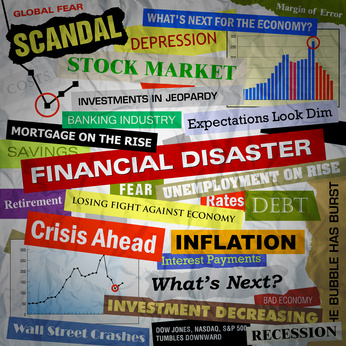 GLOBAL FEAR
Margin of Error
WHAT'S NEXT FOR THE ECONOMY?
SCANDAL
DEPRESSION
STOCK MARKET
INVESTMENTS IN JEOPARDY
BANKING INDUSTRY
Expectations Look Dim
MORTGAGE ON THE RISE
SAVINGS
FINANCIAL DISASTER
FEAR
UNEMPLOYMENT ON RISE
Retirement
LOSING FIGHT AGAINST ECONOMY
Rates
DEBT
Crisis Ahead
INFLATION
Interest Payments
What's Next?
BAD ECONOMY
INVESTMENT DECREASING
HE BUBBLE HAS BURST
Wall Street Crashes
DOW JONES, NASDAQ, S&P 500
TUMBLES DOWNWARD
RECESSION